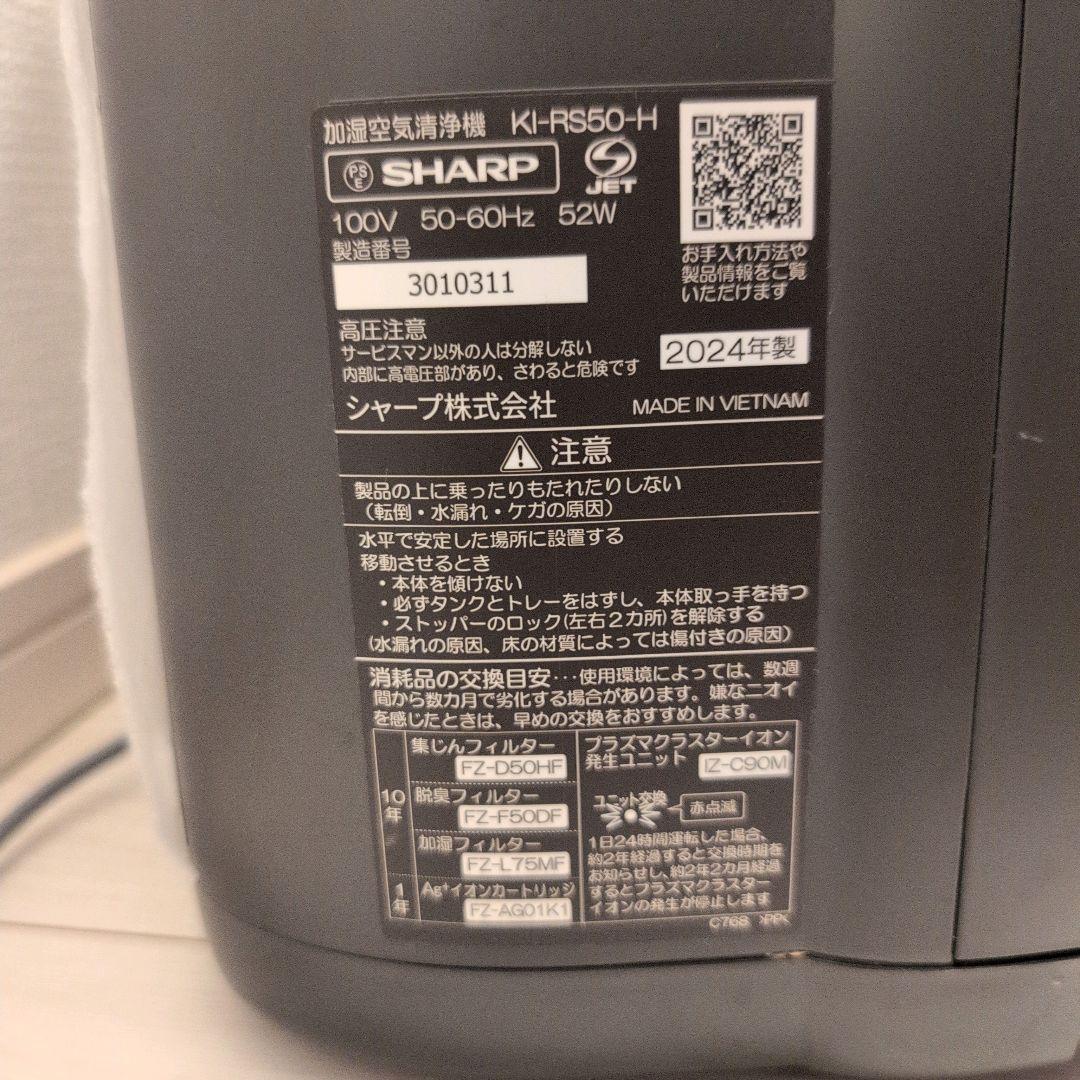 加湿空気清浄機 KI-RS50-H
PSE SHARP
JET
100V 50-60Hz 52W
製造番号
3010311
お手入れ方法や
製品情報をご覧
いただけます
高圧注意
サービスマン以外の人は分解しない
内部に高電圧部があり、さわると危険です
2024年製
シャープ株式会社
MADE IN VIETNAM
注意
製品の上に乗ったりもたれたりしない
(転倒・水漏れ・ケガの原因)
水平で安定した場所に設置する
移動させるとき
・本体を傾けない
・必ずタンクとトレーをはずし、本体取っ手を持つ
・ストッパーのロック(左右2カ所)を解除する
(水漏れの原因、床の材質によっては傷付きの原因)
消耗品の交換目安・・・使用環境によっては、数週
間から数カ月で劣化する場合があります。嫌なニオイ
を感じたときは、早めの交換をおすすめします。
10年
集じんフィルター
FZ-D50HF
脱臭フィルター
FZ-F50DF
加湿フィルター
FZ-L75MF
1年
Ag+イオンカートリッジ
FZ-AG01K1
プラズマクラスターイオン
発生ユニット IZ-C90M
ユニット交換
赤点滅
1日24時間運転した場合、
約2年経過すると交換時期を
お知らせし、約2年2カ月経過
するとプラズマクラスター
イオンの発生が停止します
C768 >PP<